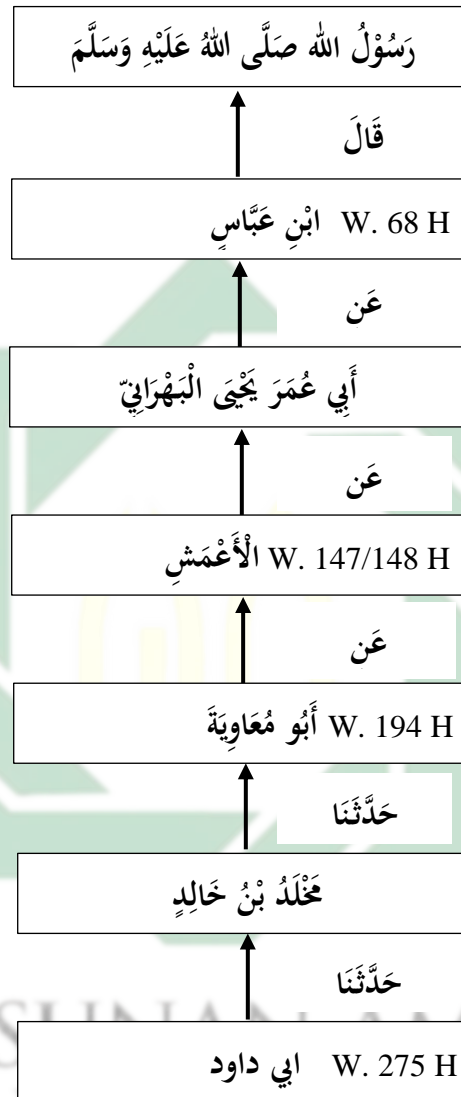 رَسُوْلُ الله صَلَّى اللهُ عَلَيْهِ وَسَلَّمَ
قَالَ
ابْنِ عَبَّاسٍ W. 68 H
عَن
أَبِي عُمَرَ يَحْيَى الْبَهْرَانِيّ
عَن
الْأَعْمَشِ W. 147/148 H
عَن
أَبُو مُعَاوِيَةَ W. 194 H
حَدَّثَنَا
مَخْلَدُ بْنُ خَالِدٍ
حَدَّثَنَا
ابي داود W. 275 H